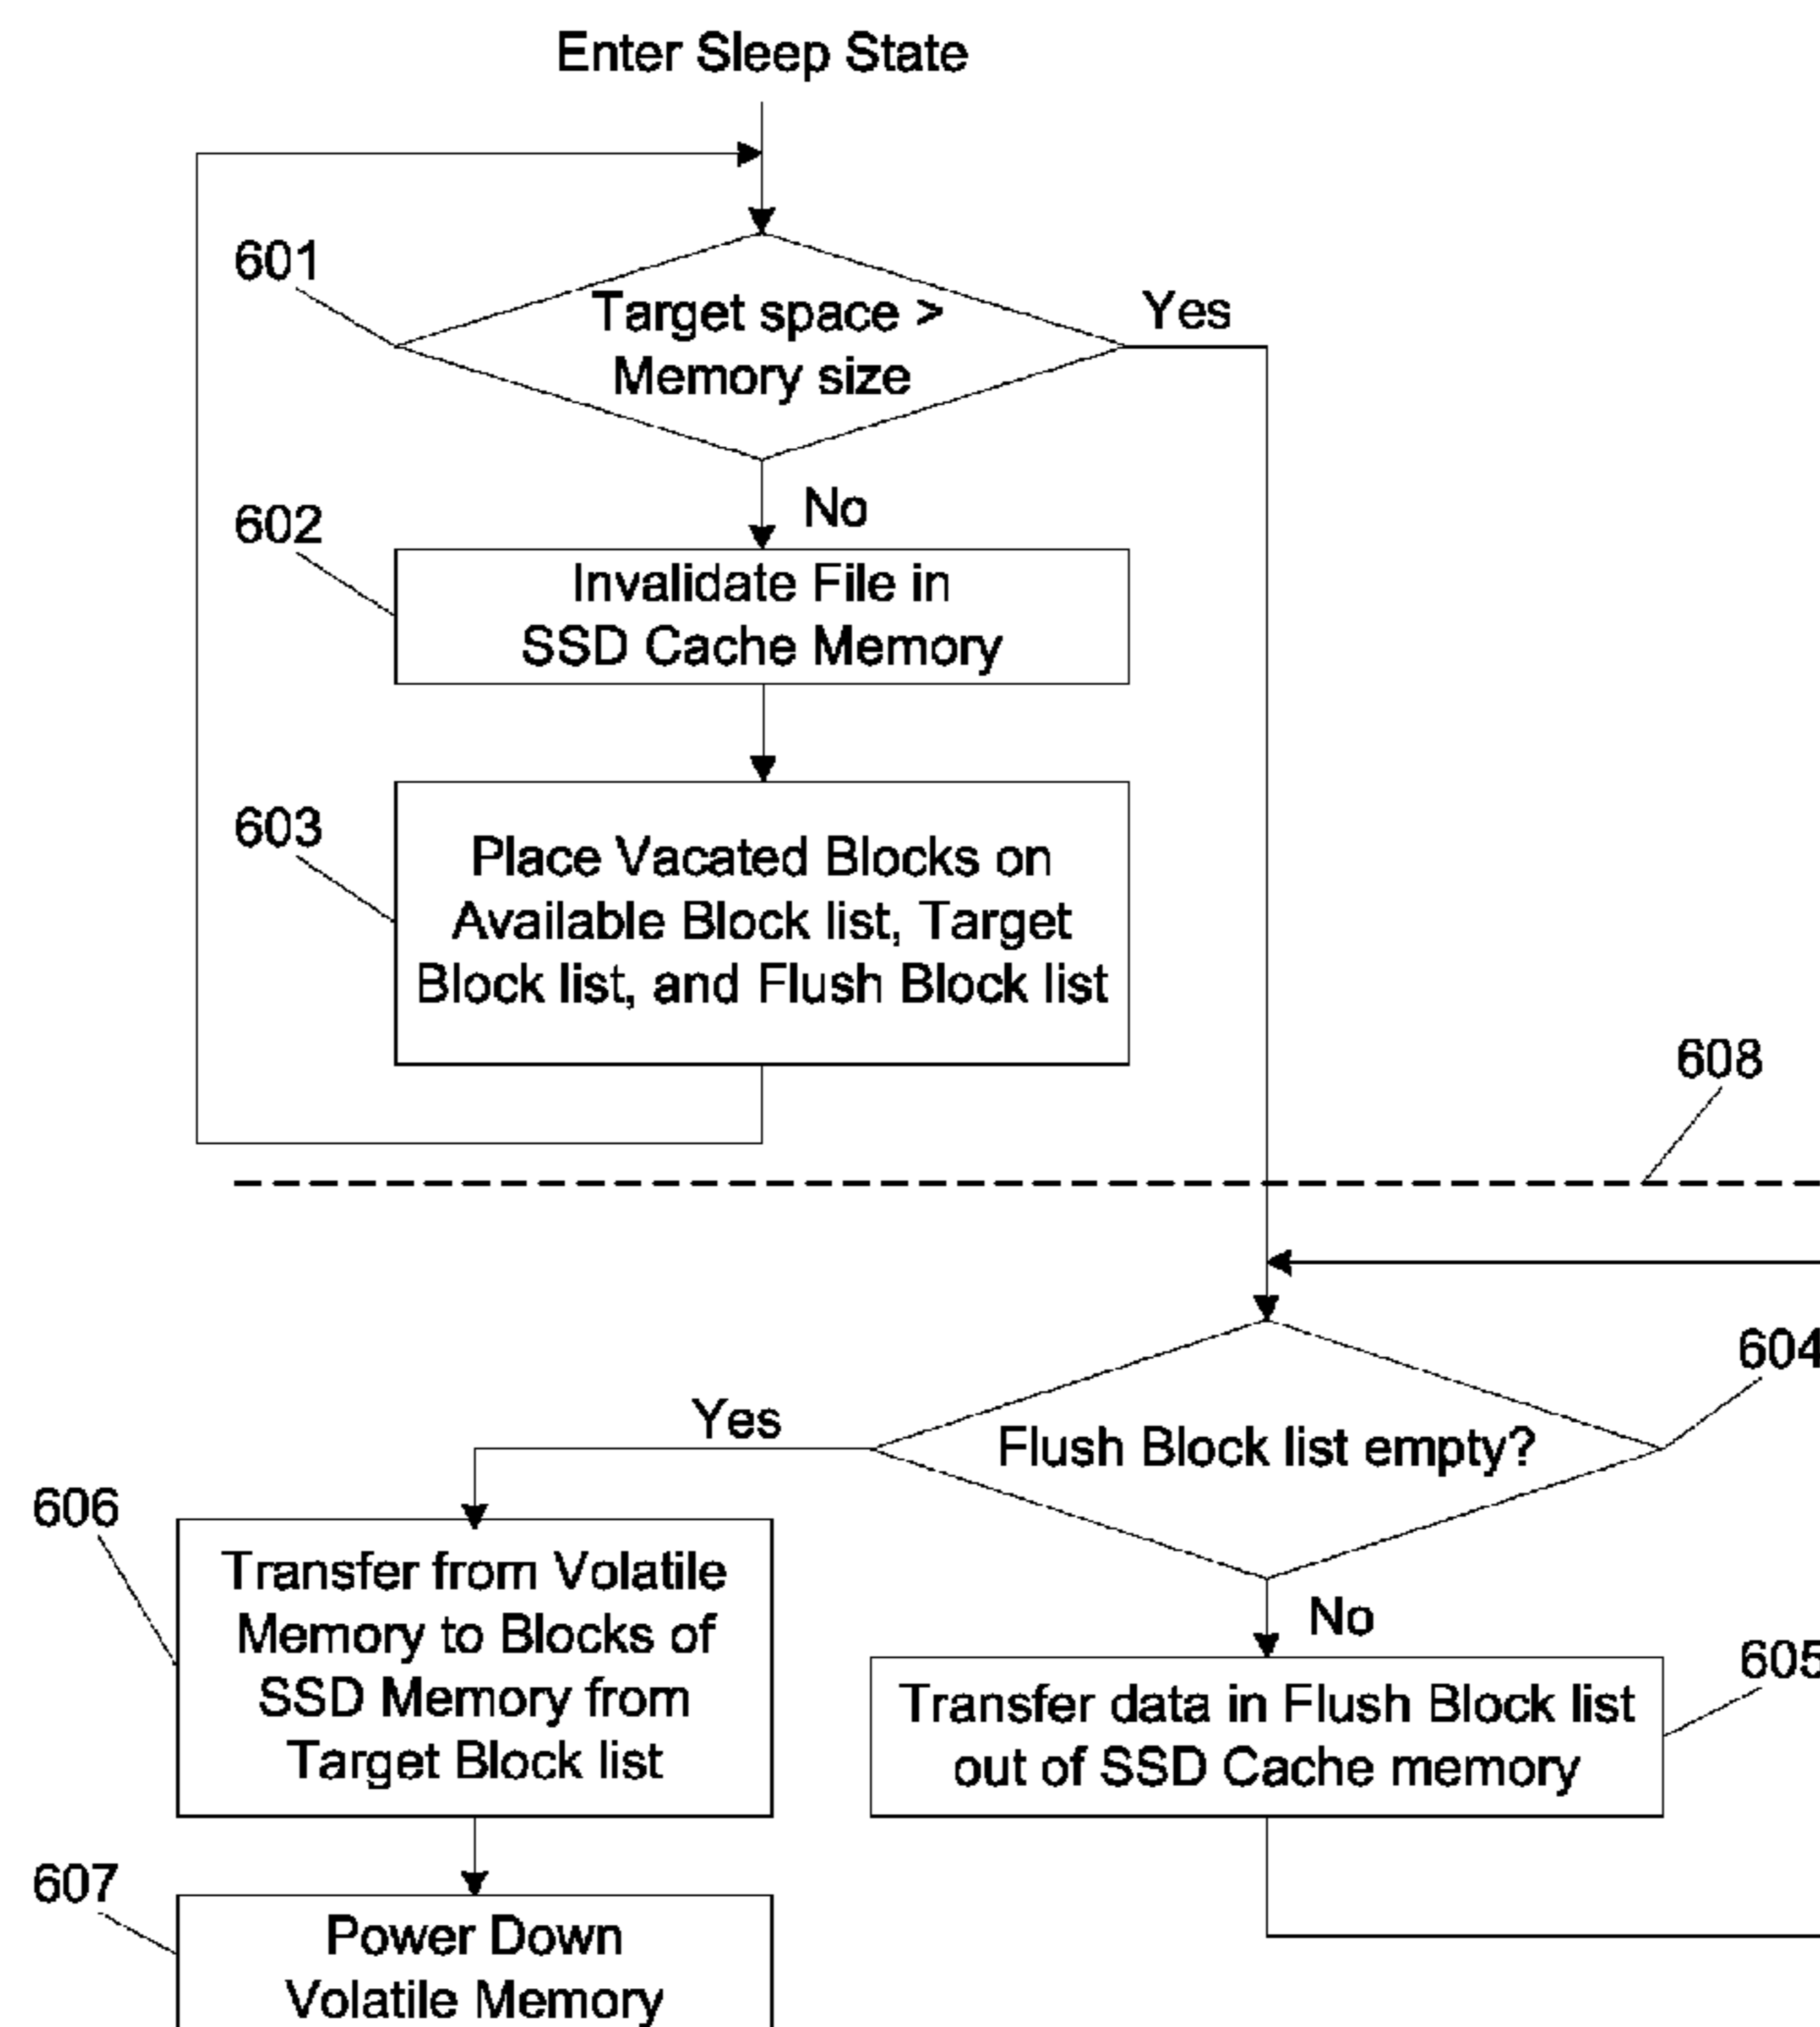 Enter Sleep State
601
Target space >
Memory size
Yes
No
602
Invalidate File in
SSD Cache Memory
603
Place Vacated Blocks on
Available Block list, Target
Block list, and Flush Block list
608
604
Yes
Flush Block list empty?
606
Transfer from Volatile
Memory to Blocks of
SSD Memory from
Target Block list
No
605
Transfer data in Flush Block list
out of SSD Cache memory
607
Power Down
Volatile Memory